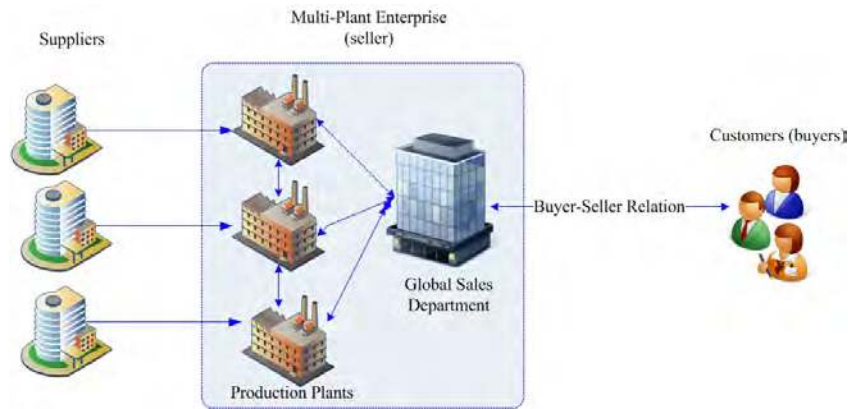 Suppliers
Multi-Plant Enterprise
(seller)
Customers (buyers)
Buyer-Seller Relation
Global Sales
Department
Production Plants